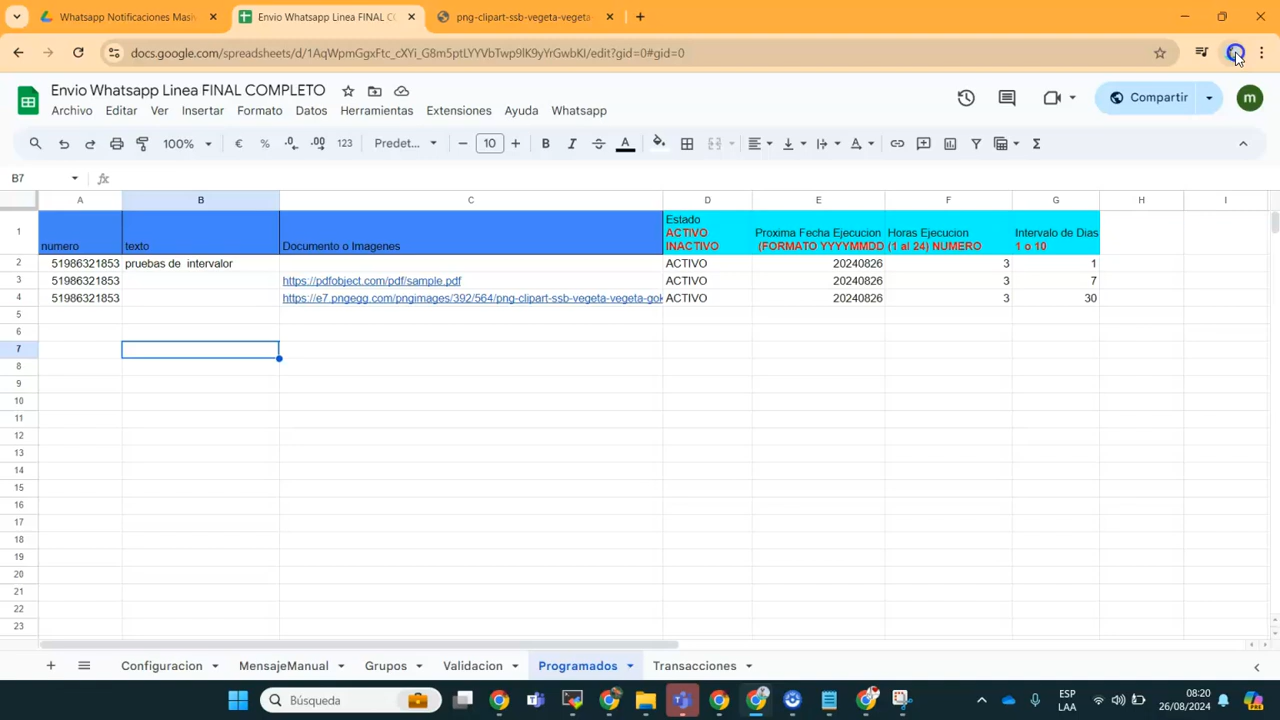 Whatsapp Notificaciones Masi
Envio Whatsapp Linea FINAL CO
png-clipart-ssb-vegeta-vegeta
docs.google.com/spreadsheets/d/1AqWpmGgxFtc_cXYi_G8m5ptLYYVbTwp9lK9yYrGwbKI/edit?gid=0#gid=0
Envio Whatsapp Linea FINAL COMPLETO
Archivo Editar Ver Insertar Formato Datos Herramientas Extensiones Ayuda Whatsapp
Compartir
m
100% € % .0 .00 123 Predet... 10 B I S A
B7 fx
A B C D E F G H I
1 numero texto Documento o Imagenes
Estado
ACTIVO
INACTIVO
Proxima Fecha Ejecucion
(FORMATO YYYYMMDD
Horas Ejecucion
(1 al 24) NUMERO
Intervalo de Dias
1 o 10
2 51986321853 pruebas de intervalor ACTIVO 20240826 3 1
3 51986321853 https://pdfobject.com/pdf/sample.pdf ACTIVO 20240826 3 7
4 51986321853 https://e7.pngegg.com/pngimages/392/564/png-clipart-ssb-vegeta-vegeta-gok ACTIVO 20240826 3 30
5
6
7
8
9
10
11
12
13
14
15
16
17
18
19
20
21
22
23
Configuracion MensajeManual Grupos Validacion Programados Transacciones
Búsqueda
ESP
LAA
08:20
26/08/2024